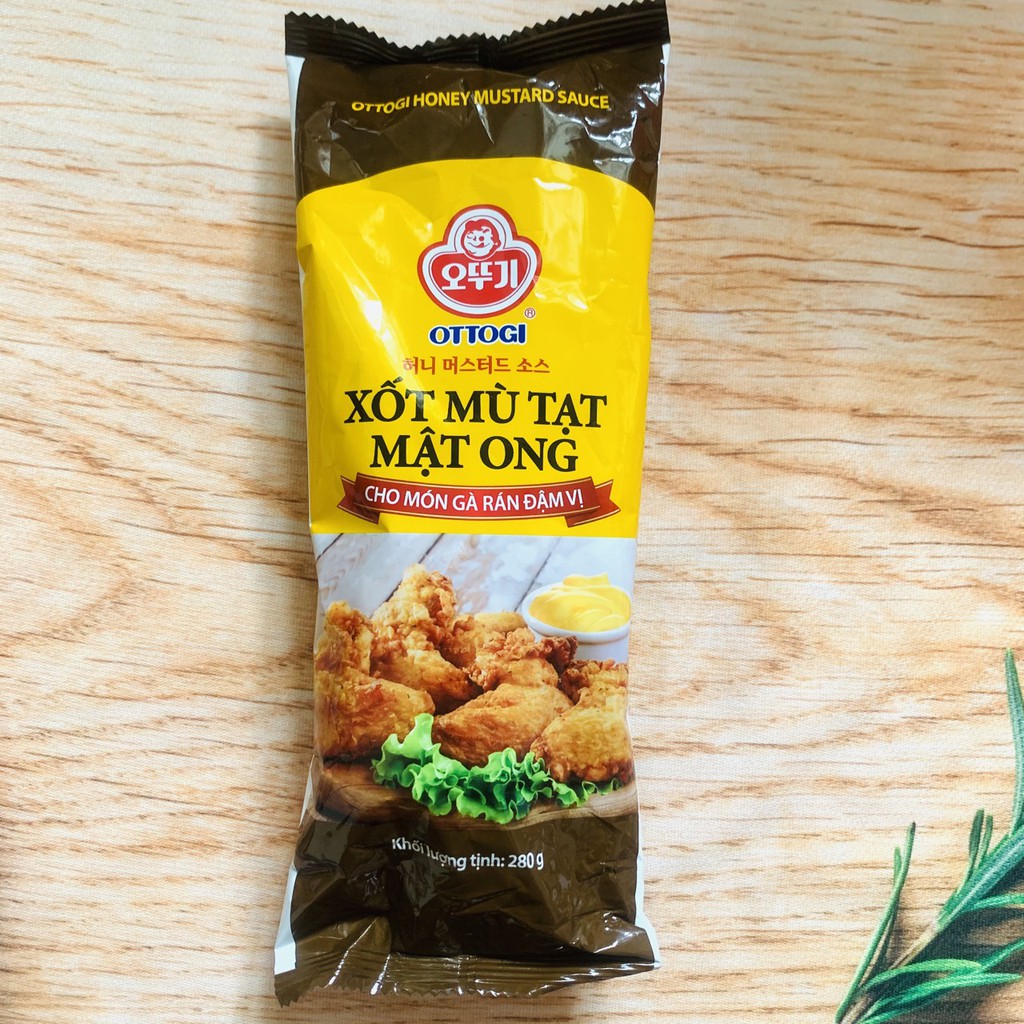 OTTOGI HONEY MUSTARD SAUCE
오뚜기
®
OTTOGI
허니 머스터드 소스
XỐT MÙ TẠT
MẬT ONG
CHO MÓN GÀ RÁN ĐẬM VỊ
Khối lượng tịnh: 280 g